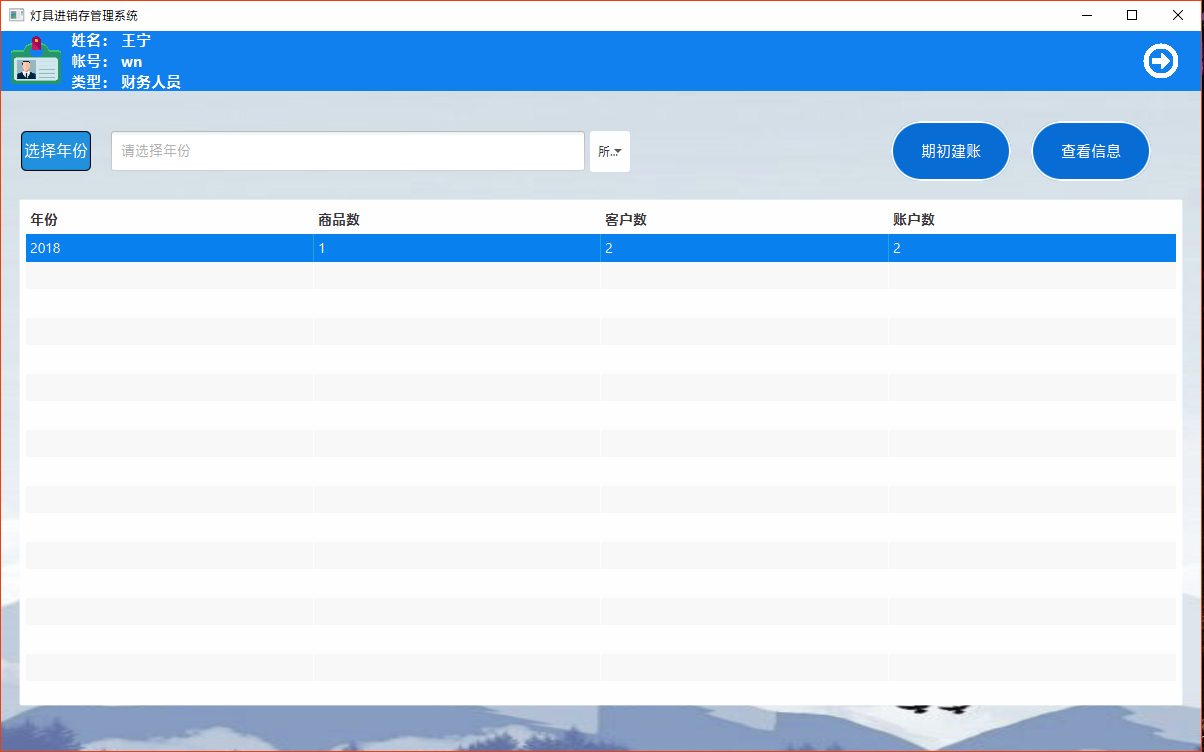 灯具进销存管理系统
姓名： 王宁
帐号： wn
类型： 财务人员
选择年份 请选择年份 所... 期初建账 查看信息
年份 商品数 客户数 账户数
2018 1 2 2